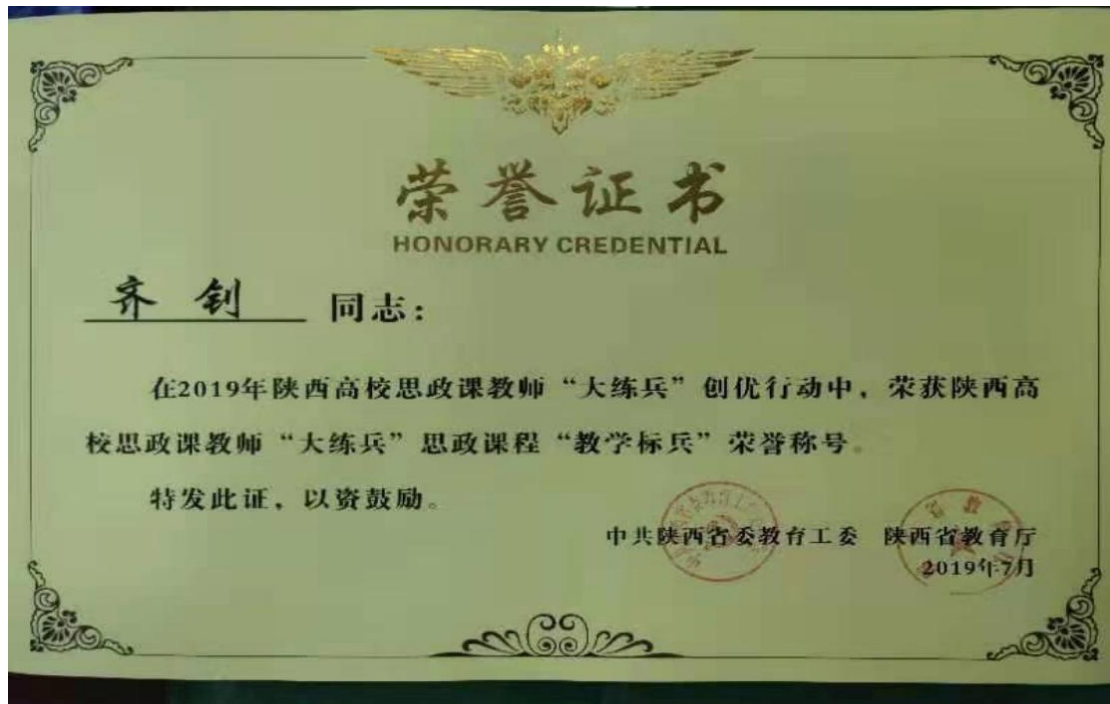 荣誉证书
HONORARY CREDENTIAL
齐 钊 同志：
在2019年陕西高校思政课教师“大练兵”创优行动中，荣获陕西高
校思政课教师“大练兵”思政课程“教学标兵”荣誉称号。
特发此证，以资鼓励。
中共陕西省委教育工委 陕西省教育厅
2019年7月